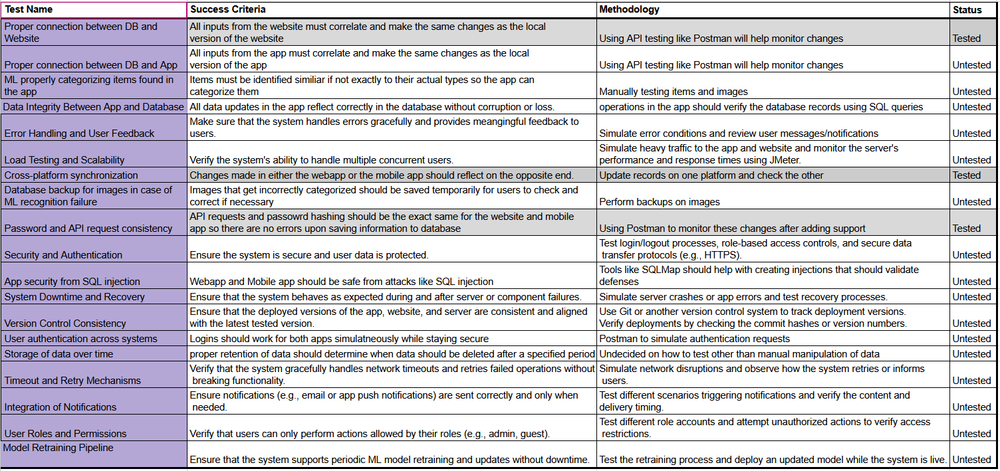 Test Name Success Criteria Methodology Status
Proper connection between DB and All inputs from the website must correlate and make the same changes as the local
Website version of the website Using API testing like Postman will help monitor changes Tested
All inputs from the app must correlate and make the same changes as the local
Proper connection between DB and App version of the app Using API testing like Postman will help monitor changes Untested
ML properly categorizing items found in Items must be identified similiar if not exactly to their actual types so the app can
the app categorize them Manually testing items and images Untested
Data Integrity Between App and Database All data updates in the app reflect correctly in the database without corruption or loss. operations in the app should verify the database records using SQL queries Untested
Make sure that the system handles errors gracefully and provides meangingful feedback to
Error Handling and User Feedback users. Simulate error conditions and review user messages/notifications Untested
Simulate heavy traffic to the app and website and monitor the server's
Load Testing and Scalability Verify the system's ability to handle multiple concurrent users. performance and response times using JMeter. Untested
Cross-platform synchronization Changes made in either the webapp or the mobile app should reflect on the opposite end. Update records on one platform and check the other Tested
Database backup for images in case of Images that get incorrectly categorized should be saved temporarily for users to check and
ML recognition failure correct if necessary Perform backups on images Untested
API requests and passowrd hashing should be the exact same for the website and mobile
Password and API request consistency app so there are no errors upon saving information to database Using Postman to monitor these changes after adding support Tested
Test login/logout processes, role-based access controls, and secure data
Security and Authentication Ensure the system is secure and user data is protected. transfer protocols (e.g., HTTPS). Untested
Tools like SQLMap should help with creating injections that should validate
App security from SQL injection Webapp and Mobile app should be safe from attacks like SQL injection defenses Untested
System Downtime and Recovery Ensure that the system behaves as expected during and after server or component failures. Simulate server crashes or app errors and test recovery processes. Untested
Ensure that the deployed versions of the app, website, and server are consistent and aligned Use Git or another version control system to track deployment versions.
Version Control Consistency with the latest tested version. Verify deployments by checking the commit hashes or version numbers. Untested
User authentication across systems Logins should work for both apps simulatneously while staying secure Postman to simulate authentication requests Untested
Storage of data over time proper retention of data should determine when data should be deleted after a specified period Undecided on how to test other than manual manipulation of data Untested
Verify that the system gracefully handles network timeouts and retries failed operations without Simulate network disruptions and observe how the system retries or informs
Timeout and Retry Mechanisms breaking functionality. users. Untested
Ensure notifications (e.g., email or app push notifications) are sent correctly and only when Test different scenarios triggering notifications and verify the content and
Integration of Notifications needed. delivery timing. Untested
Test different role accounts and attempt unauthorized actions to verify access
User Roles and Permissions Verify that users can only perform actions allowed by their roles (e.g., admin, guest). restrictions. Untested
Model Retraining Pipeline
Ensure that the system supports periodic ML model retraining and updates without downtime. Test the retraining process and deploy an updated model while the system is live. Untested